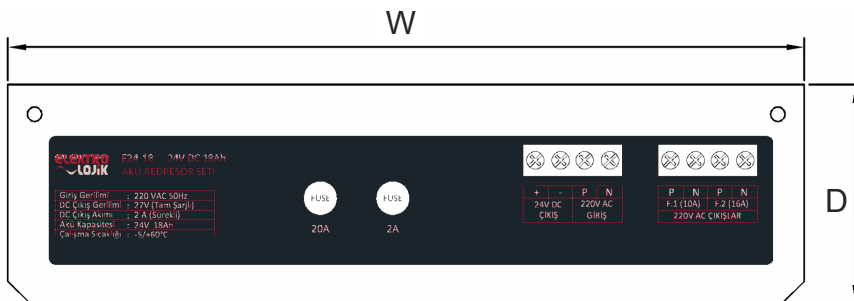 W
D
ELEKTRO
LOJİK
E24-18 24V DC 18Ah
AKÜ REDRESÖR SETİ
Giriş Gerilimi : 220 VAC 50Hz
DC Çıkış Gerilimi : 27V (Tam Şarjlı)
DC Çıkış Akımı : 2 A (Sürekli)
Akü Kapasitesi : 24V 18Ah
Çalışma Sıcaklığı : -5/+60°C
FUSE
20A
FUSE
2A
+ - P N
24V DC 220V AC
ÇIKIŞ GİRİŞ
P N P N
F.1 (10A) F.2 (16A)
220V AC ÇIKIŞLAR